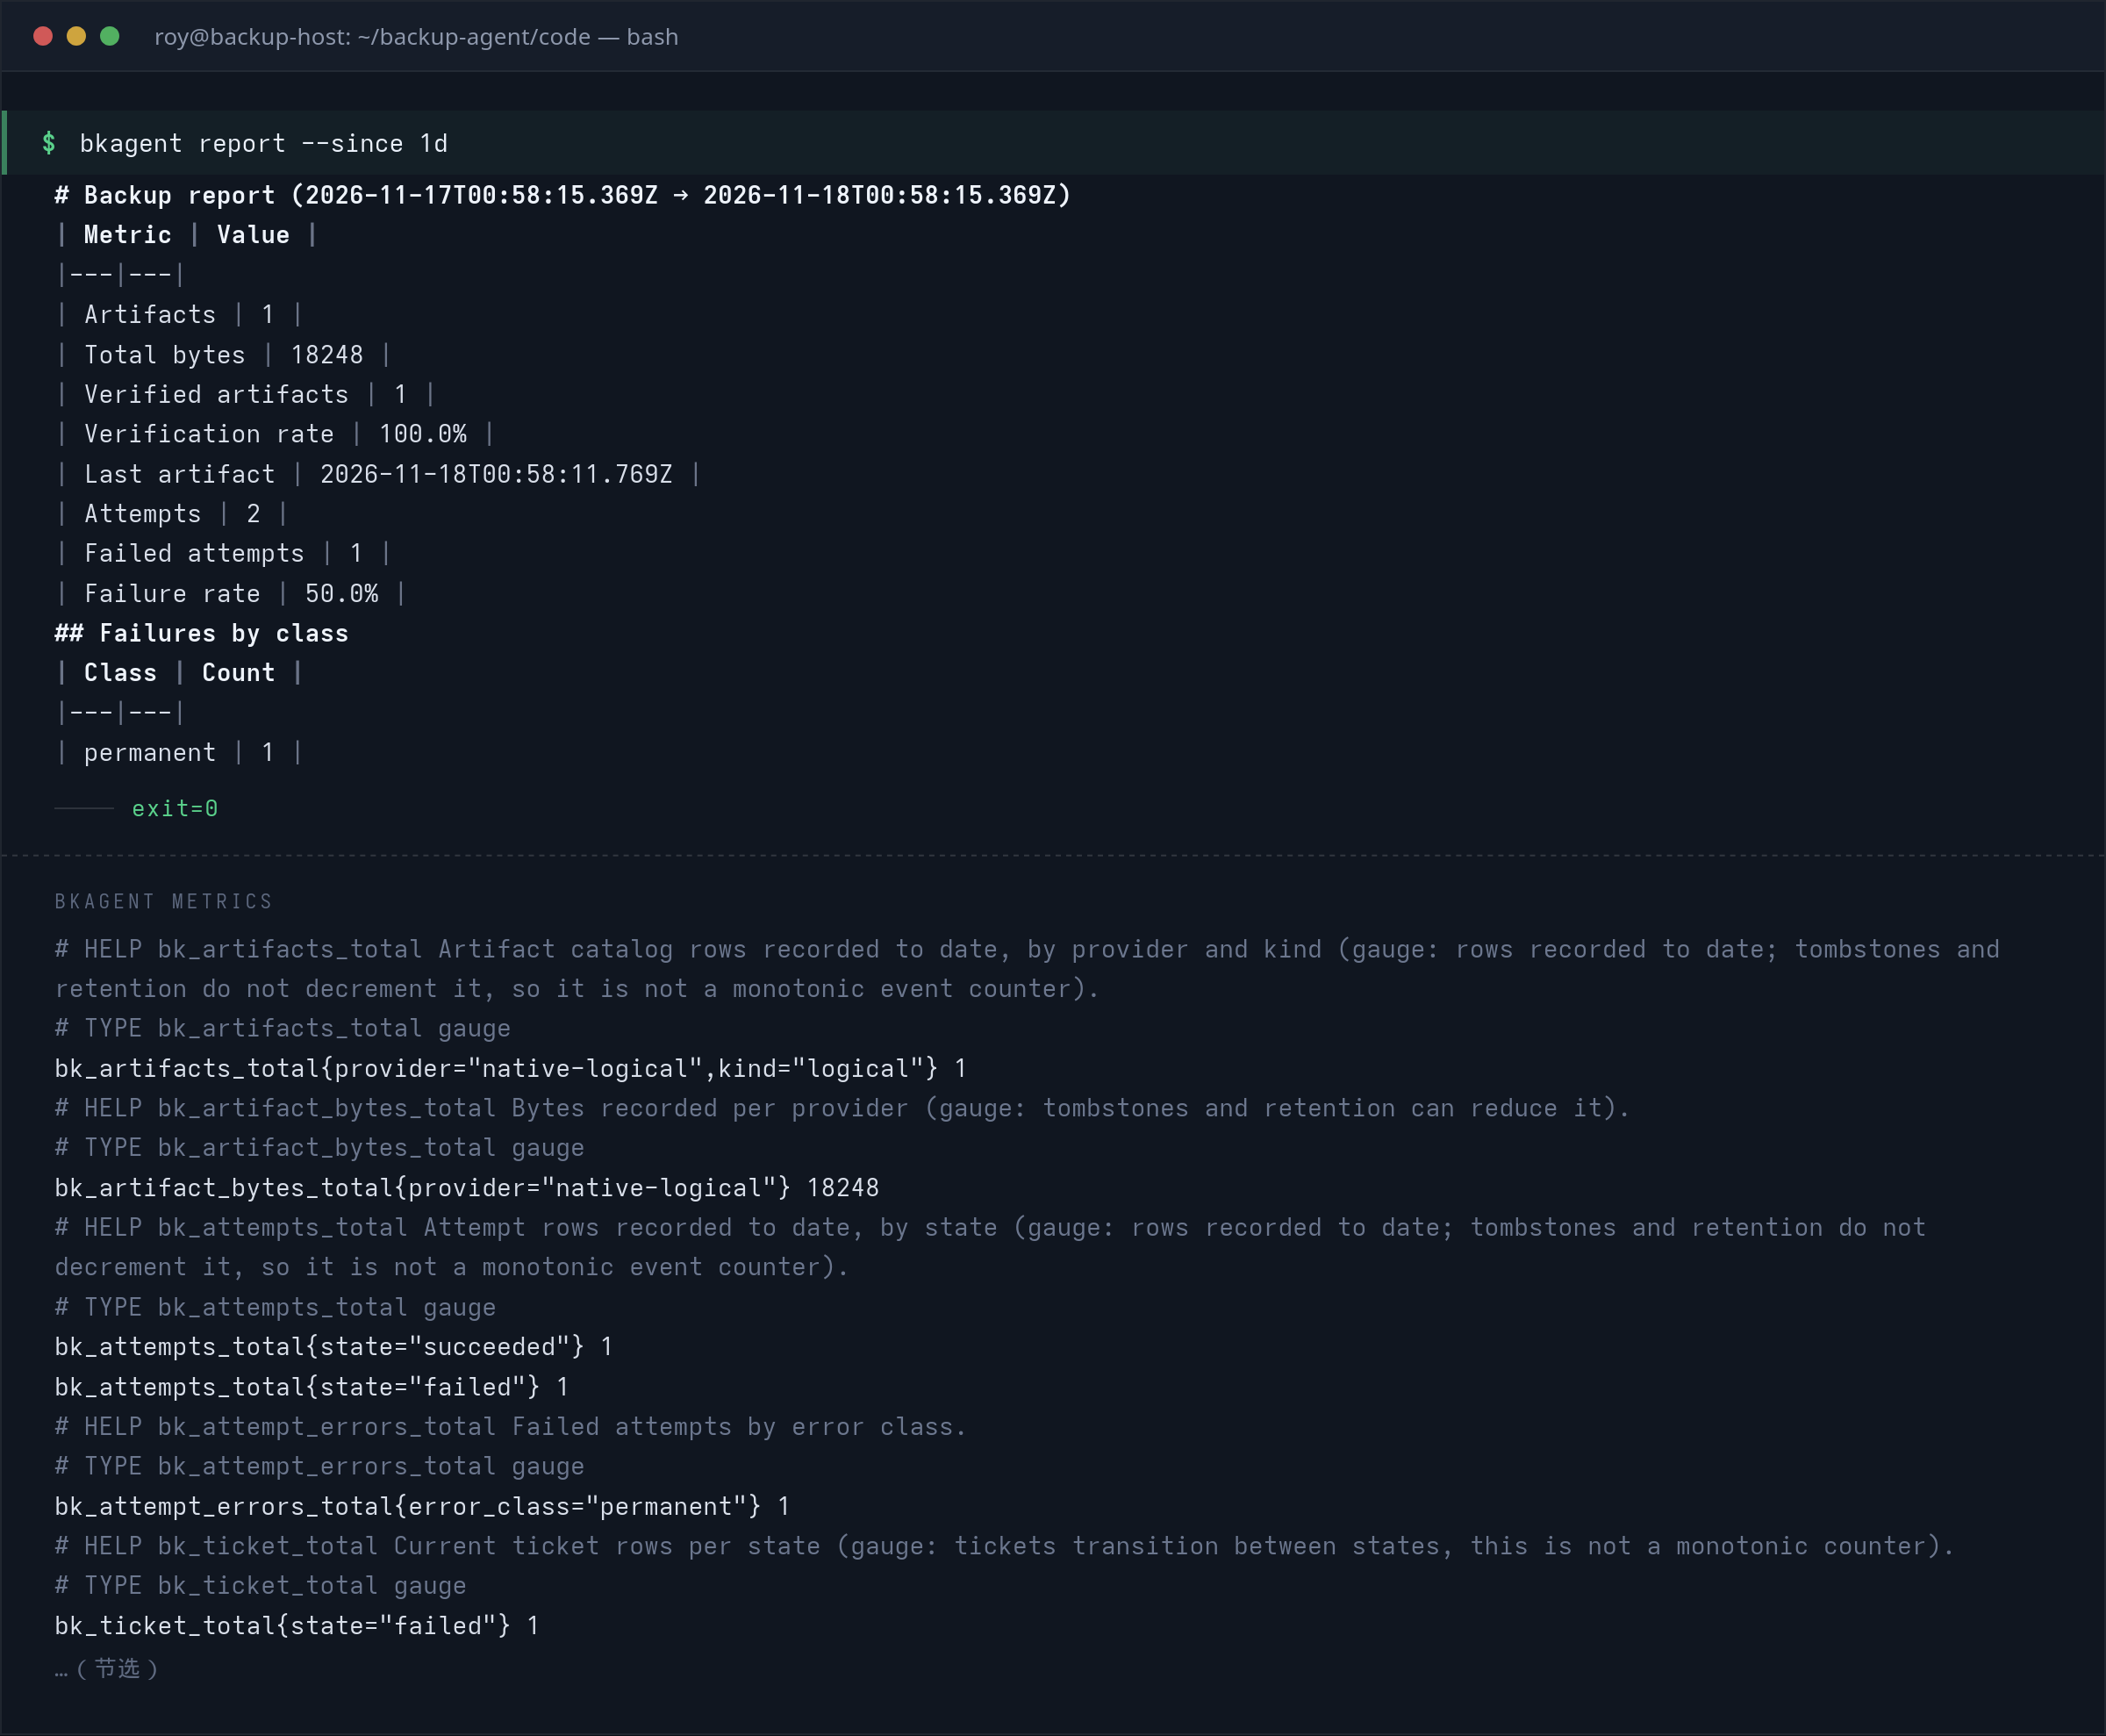 roy@backup-host: ~/backup-agent/code — bash
$ bkagent report --since 1d
# Backup report (2026-11-17T00:58:15.369Z → 2026-11-18T00:58:15.369Z)
| Metric | Value |
|---|---|
| Artifacts | 1 |
| Total bytes | 18248 |
| Verified artifacts | 1 |
| Verification rate | 100.0% |
| Last artifact | 2026-11-18T00:58:11.769Z |
| Attempts | 2 |
| Failed attempts | 1 |
| Failure rate | 50.0% |
## Failures by class
| Class | Count |
|---|---|
| permanent | 1 |
exit=0
BKAGENT METRICS
# HELP bk_artifacts_total Artifact catalog rows recorded to date, by provider and kind (gauge: rows recorded to date; tombstones and
retention do not decrement it, so it is not a monotonic event counter).
# TYPE bk_artifacts_total gauge
bk_artifacts_total{provider="native-logical",kind="logical"} 1
# HELP bk_artifact_bytes_total Bytes recorded per provider (gauge: tombstones and retention can reduce it).
# TYPE bk_artifact_bytes_total gauge
bk_artifact_bytes_total{provider="native-logical"} 18248
# HELP bk_attempts_total Attempt rows recorded to date, by state (gauge: rows recorded to date; tombstones and retention do not
decrement it, so it is not a monotonic event counter).
# TYPE bk_attempts_total gauge
bk_attempts_total{state="succeeded"} 1
bk_attempts_total{state="failed"} 1
# HELP bk_attempt_errors_total Failed attempts by error class.
# TYPE bk_attempt_errors_total gauge
bk_attempt_errors_total{error_class="permanent"} 1
# HELP bk_ticket_total Current ticket rows per state (gauge: tickets transition between states, this is not a monotonic counter).
# TYPE bk_ticket_total gauge
bk_ticket_total{state="failed"} 1
…（节选）